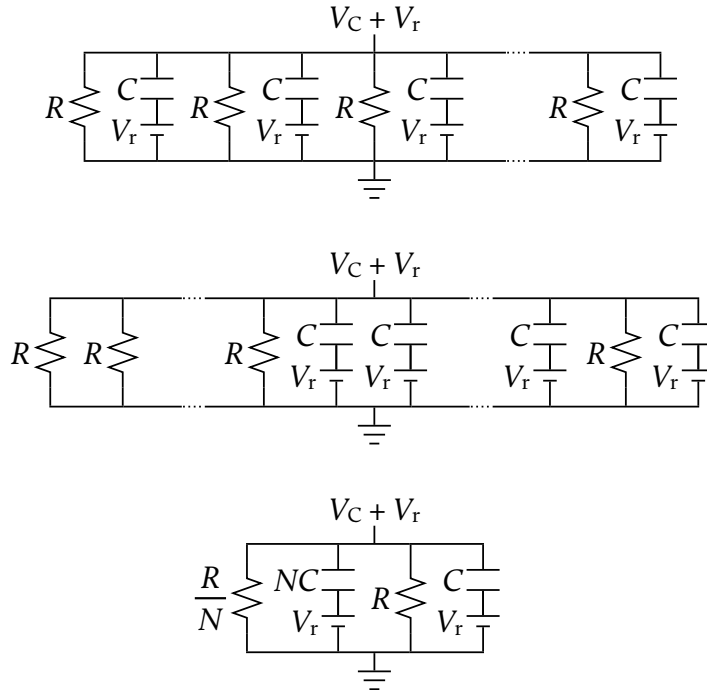 V_C + V_r
R C R C R C R C
V_r V_r V_r V_r
V_C + V_r
R R R C C C R C
V_r V_r V_r V_r
V_C + V_r
R/N NC R C
V_r V_r